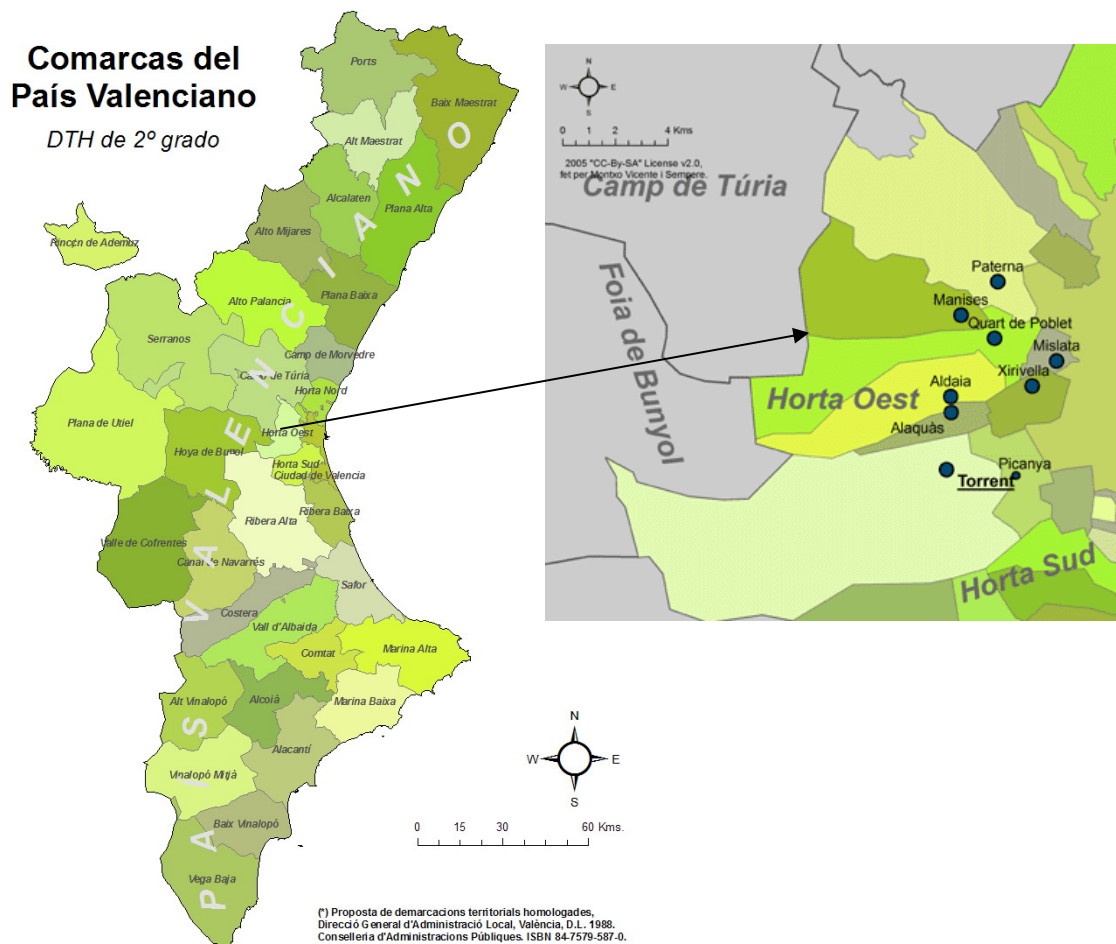 Comarcas del
País Valenciano
DTH de 2º grado
Ports
Baix Maestrat
Alt Maestrat
Alcalaten
Plana Alta
Alto Mijares
Rincón de Ademuz
Plana Baixa
Alto Palancia
Serranos
Camp de Morvedre
Camp de Túria
Horta Nord
Plana de Utiel
Horta Oest
Hoya de Buñol
Horta Sud
Ciudad de Valencia
Ribera Baixa
Ribera Alta
Valle de Cofrentes
Canal de Navarrés
Safor
Costera
Vall d'Albaida
Comtat
Marina Alta
Alt Vinalopó
Alcoià
Marina Baixa
Alacantí
Vinalopó Mitjà
Baix Vinalopó
Vega Baja
PAIS VALENCIANO
N
W E
S
0 15 30 60 Kms.
(*) Proposta de demarcacions territorials homologades,
Direcció General d'Administració Local, València, D.L. 1988.
Conselleria d'Administracions Públiques. ISBN 84-7579-587-0.
N
W E
S
0 1 2 4 Kms
2005 "CC-By-SA" License v2.0,
fet per Montxo Vicente i Sempere.
Camp de Túria
Foia de Bunyol
Paterna
Manises
Quart de Poblet
Mislata
Xirivella
Aldaia
Horta Oest
Alaquàs
Picanya
Torrent
Horta Sud